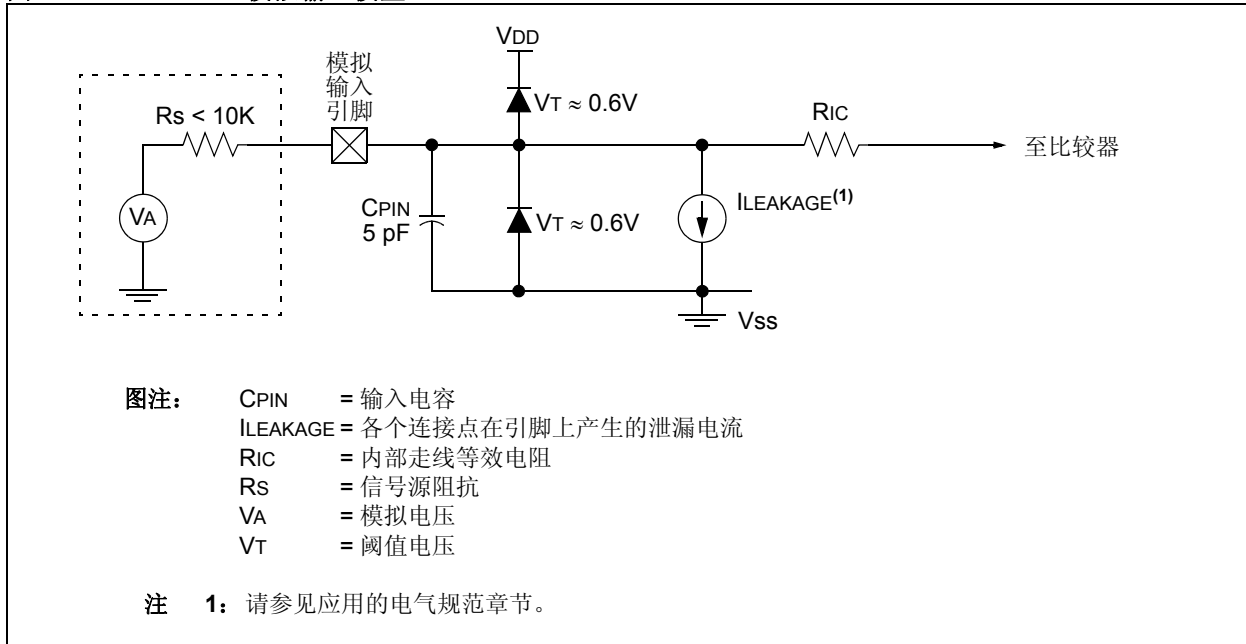 VDD
模拟
输入
引脚
Rs < 10K
VT ≈ 0.6V
RIC
至比较器
VA
CPIN
5 pF
VT ≈ 0.6V
ILEAKAGE(1)
Vss
图注： CPIN = 输入电容
ILEAKAGE = 各个连接点在引脚上产生的泄漏电流
RIC = 内部走线等效电阻
RS = 信号源阻抗
VA = 模拟电压
VT = 阈值电压
注 1： 请参见应用的电气规范章节。